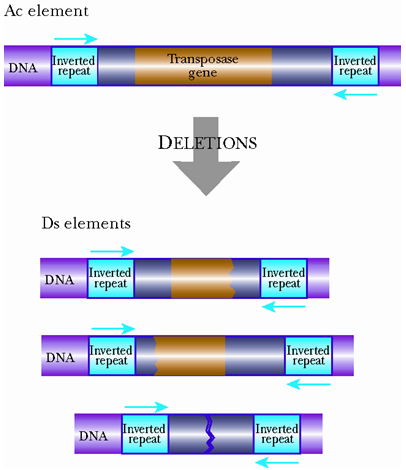 Ac element
DNA
Inverted
repeat
Transposase
gene
Inverted
repeat
DELETIONS
Ds elements
DNA
Inverted
repeat
Inverted
repeat
DNA
Inverted
repeat
Inverted
repeat
DNA
Inverted
repeat
Inverted
repeat